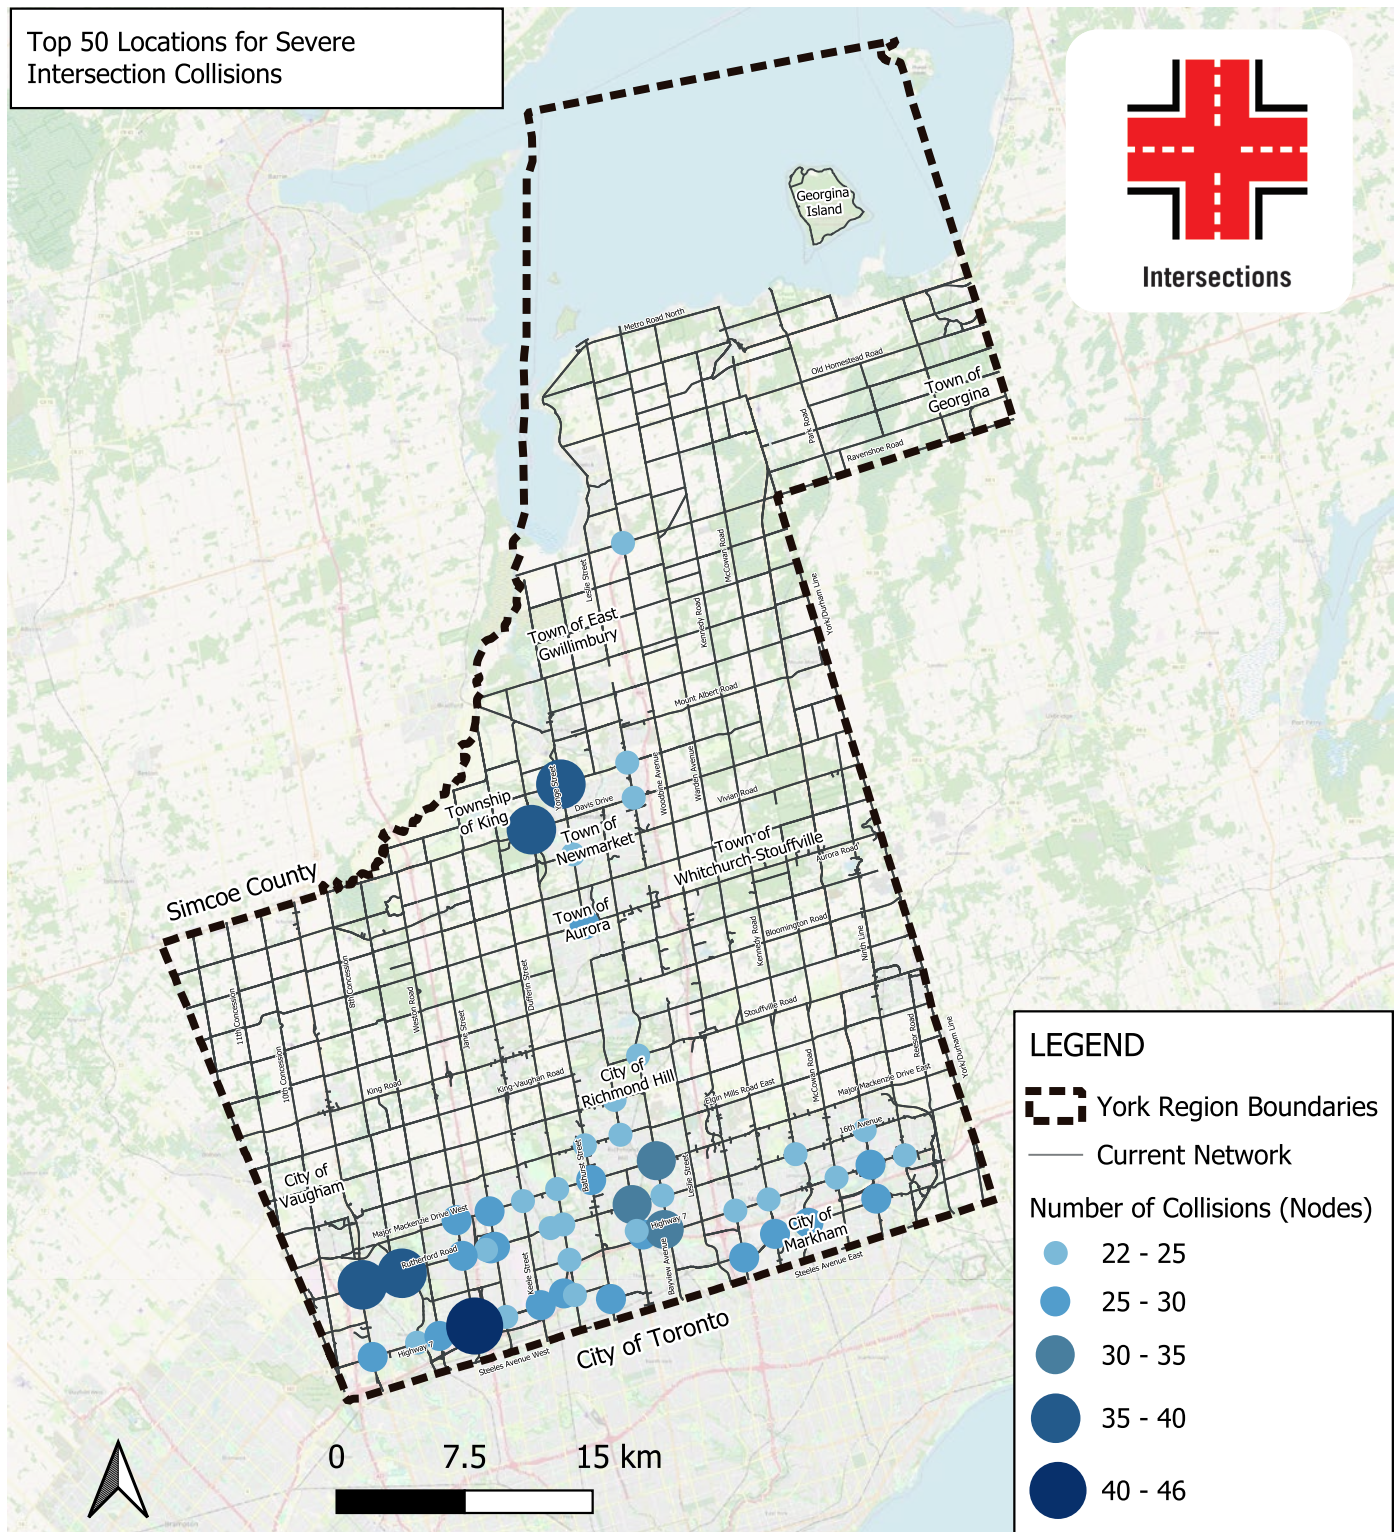 Top 50 Locations for Severe
Intersection Collisions
Intersections
Georgina
Island
Metro Road North
Old Homestead Road
Town of
Georgina
Park Road
Ravenshoe Road
Leslie Street
McCowan Road
York/Durham Line
Kennedy Road
Town of East
Gwillimbury
Mount Albert Road
Yonge Street
Woodbine Avenue
Warden Avenue
Township
of King
Davis Drive
Vivian Road
Town of
Newmarket
Town of
Whitchurch-Stouffville
Aurora Road
Simcoe County
Town of
Aurora
Kennedy Road
Bloomington Road
Ninth Line
8th Concession
Dufferin Street
11th Concession
Weston Road
Jane Street
Stouffville Road
Reesor Road
York/Durham Line
10th Concession
King Road
King-Vaughan Road
City of
Richmond Hill
Elgin Mills Road East
McCowan Road
Major Mackenzie Drive East
16th Avenue
Bathurst Street
Leslie Street
City of
Vaugham
Major Mackenzie Drive West
Highway 7
City of
Markham
Rutherford Road
Keele Street
Bayview Avenue
Steeles Avenue East
Highway 7
Steeles Avenue West
City of Toronto
0 7.5 15 km
LEGEND
York Region Boundaries
Current Network
Number of Collisions (Nodes)
22 - 25
25 - 30
30 - 35
35 - 40
40 - 46